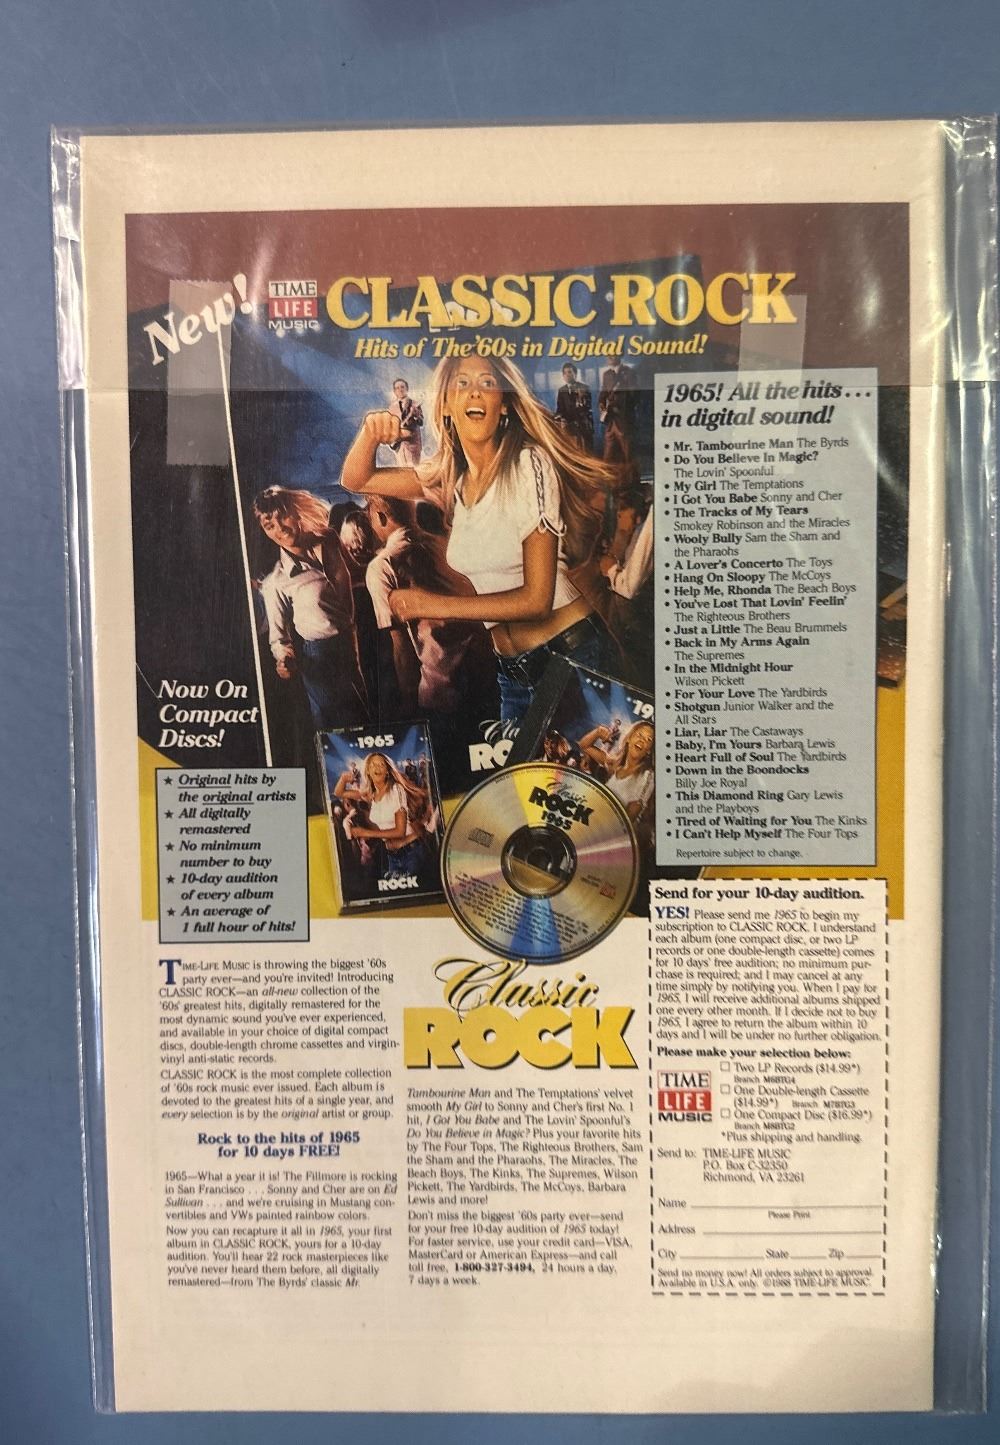 New!
TIME
LIFE
MUSIC
CLASSIC ROCK
Hits of The '60s in Digital Sound!
1965! All the hits...
in digital sound!
• Mr. Tambourine Man The Byrds
• Do You Believe In Magic?
The Lovin' Spoonful
• My Girl The Temptations
• I Got You Babe Sonny and Cher
• The Tracks of My Tears
Smokey Robinson and the Miracles
• Wooly Bully Sam the Sham and
the Pharaohs
• A Lover's Concerto The Toys
• Hang On Sloopy The McCoys
• Help Me, Rhonda The Beach Boys
• You've Lost That Lovin' Feelin'
The Righteous Brothers
• Just a Little The Beau Brummels
• Back in My Arms Again
The Supremes
• In the Midnight Hour
Wilson Pickett
• For Your Love The Yardbirds
• Shotgun Junior Walker and the
All Stars
• Liar, Liar The Castaways
• Baby, I'm Yours Barbara Lewis
• Heart Full of Soul The Yardbirds
• Down in the Boondocks
Billy Joe Royal
• This Diamond Ring Gary Lewis
and the Playboys
• Tired of Waiting for You The Kinks
• I Can't Help Myself The Four Tops
Repertoire subject to change.
Now On
Compact
Discs!
★ Original hits by
the original artists
★ All digitally
remastered
★ No minimum
number to buy
★ 10-day audition
of every album
★ An average of
1 full hour of hits!
1965
Classic
ROCK
Cla
RO
19
Classic
ROCK
1965
TIME-LIFE MUSIC is throwing the biggest '60s
party ever—and you're invited! Introducing
CLASSIC ROCK—an all-new collection of the
'60s' greatest hits, digitally remastered for the
most dynamic sound you've ever experienced,
and available in your choice of digital compact
discs, double-length chrome cassettes and virgin-
vinyl anti-static records.
CLASSIC ROCK is the most complete collection
of '60s rock music ever issued. Each album is
devoted to the greatest hits of a single year, and
every selection is by the original artist or group.
Rock to the hits of 1965
for 10 days FREE!
1965—What a year it is! The Fillmore is rocking
in San Francisco . . . Sonny and Cher are on Ed
Sullivan . . . and we're cruising in Mustang con-
vertibles and VWs painted rainbow colors.
Now you can recapture it all in 1965, your first
album in CLASSIC ROCK, yours for a 10-day
audition. You'll hear 22 rock masterpieces like
you've never heard them before, all digitally
remastered—from The Byrds' classic Mr.
Classic
ROCK
Tambourine Man and The Temptations' velvet
smooth My Girl to Sonny and Cher's first No. 1
hit, I Got You Babe and The Lovin' Spoonful's
Do You Believe in Magic? Plus your favorite hits
by The Four Tops, The Righteous Brothers, Sam
the Sham and the Pharaohs, The Miracles, The
Beach Boys, The Kinks, The Supremes, Wilson
Pickett, The Yardbirds, The McCoys, Barbara
Lewis and more!
Don't miss the biggest '60s party ever—send
for your free 10-day audition of 1965 today!
For faster service, use your credit card—VISA,
MasterCard or American Express—and call
toll free, 1-800-327-3494, 24 hours a day,
7 days a week.
Send for your 10-day audition.
YES! Please send me 1965 to begin my
subscription to CLASSIC ROCK. I understand
each album (one compact disc, or two LP
records or one double-length cassette) comes
for 10 days' free audition; no minimum pur-
chase is required; and I may cancel at any
time simply by notifying you. When I pay for
1965, I will receive additional albums shipped
one every other month. If I decide not to buy
1965, I agree to return the album within 10
days and I will be under no further obligation.
Please make your selection below:
TIME
LIFE
MUSIC
☐ Two LP Records ($14.99*)
Branch M6BTG4
☐ One Double-length Cassette
($14.99*) Branch M7BTG3
☐ One Compact Disc ($16.99*)
Branch M8BTG2
*Plus shipping and handling.
Send to: TIME-LIFE MUSIC
P.O. Box C-32350
Richmond, VA 23261
Name
Please Print
Address
City State Zip
Send no money now! All orders subject to approval.
Available in U.S.A. only. ©1988 TIME-LIFE MUSIC.